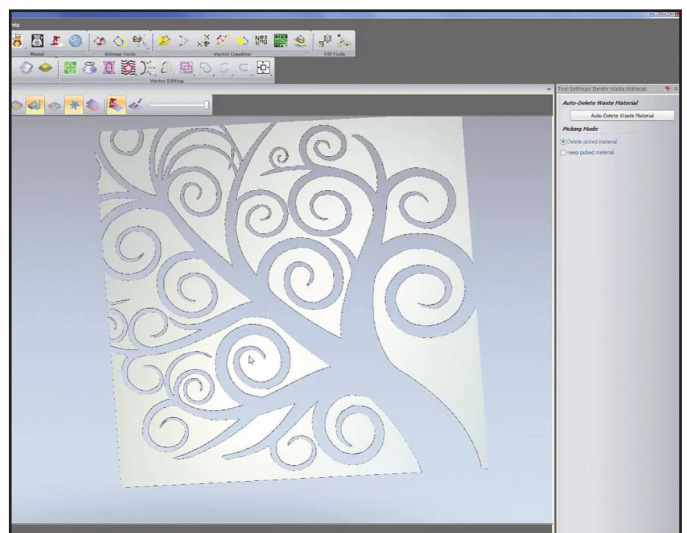 elp
Model
Bitmap Tools
Vector Creation
Fill Tools
Vector Editing
Tool Settings: Delete Waste Material
Auto-Delete Waste Material
Auto-Delete Waste Material
Picking Mode
Delete picked material
Keep picked material